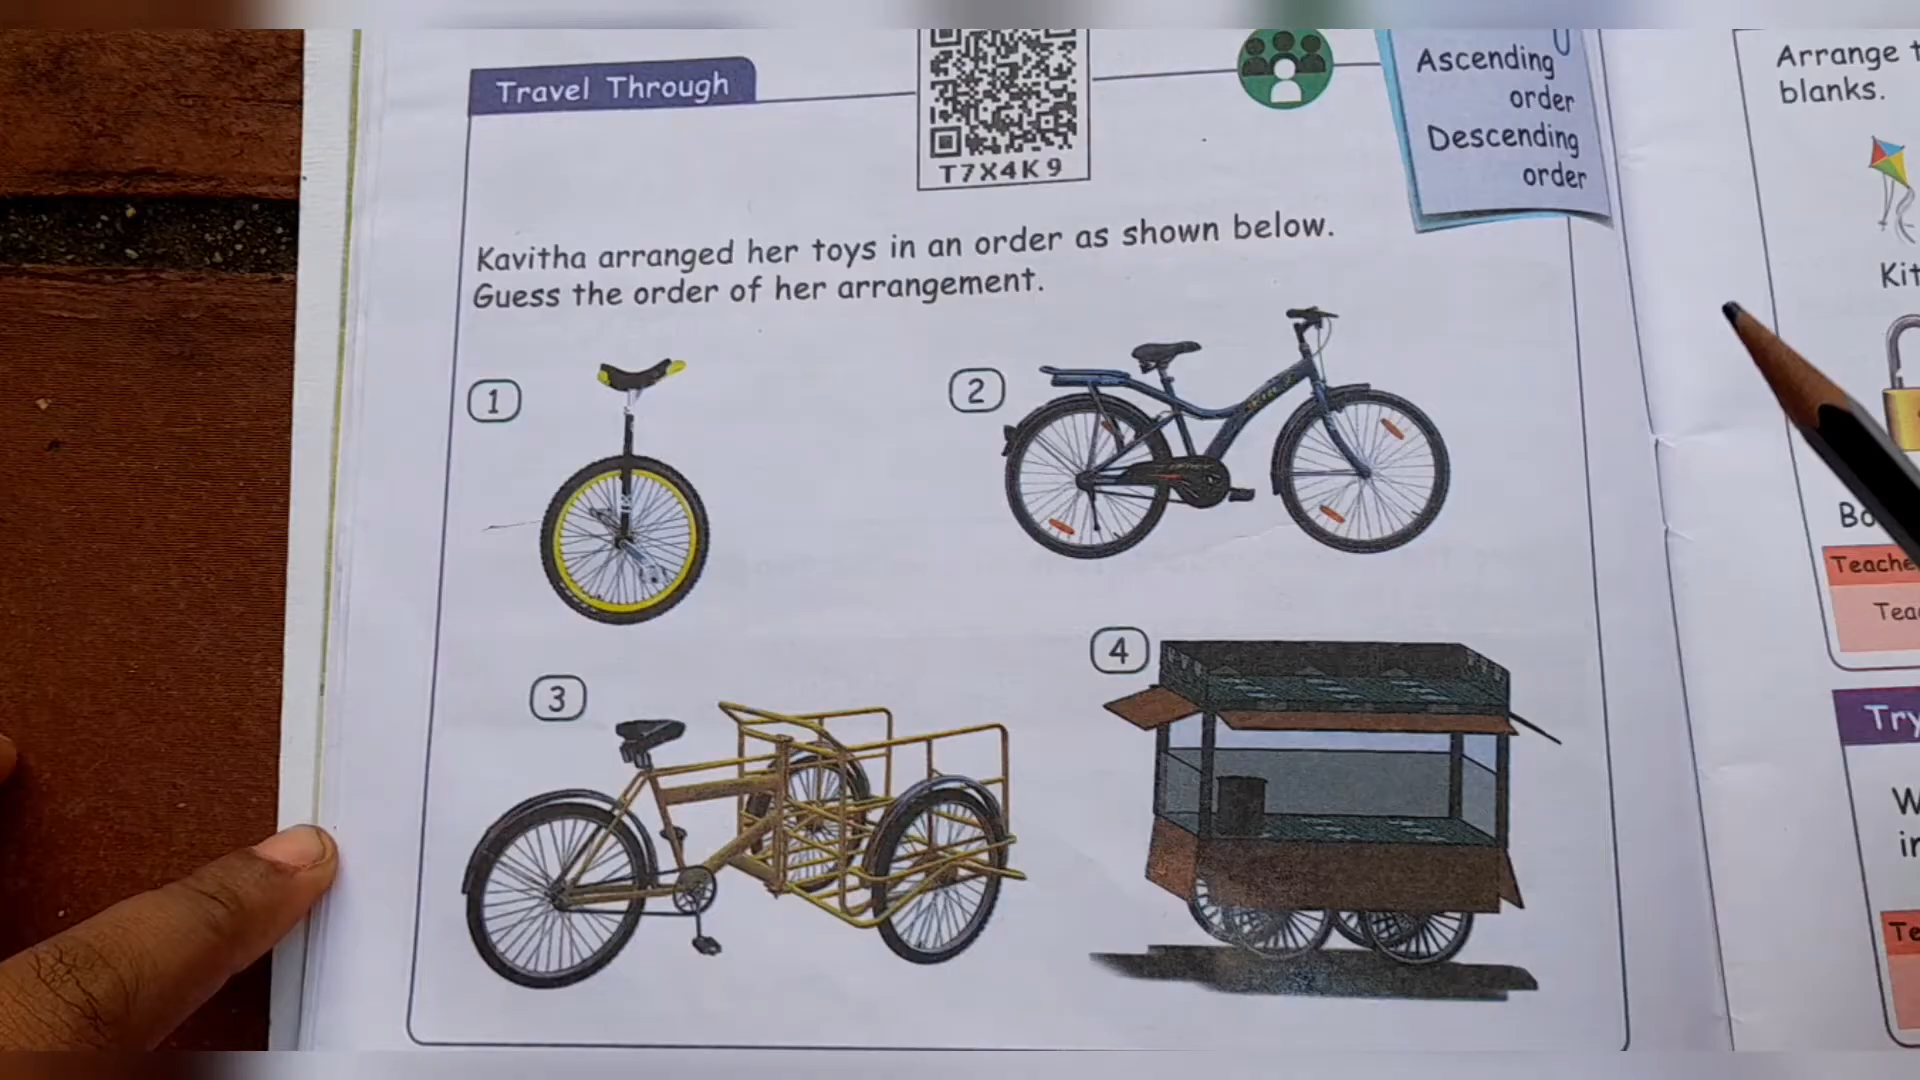 Travel Through
T7X4K9
Ascending
order
Descending
order
Kavitha arranged her toys in an order as shown below.
Guess the order of her arrangement.
1
2
3
4
Arrange
blanks.